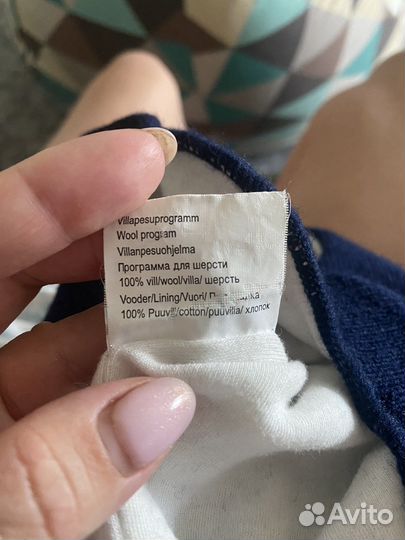 Villapesuprogramm
Wool program
Villanpesuohjelma
Программа для шерсти
100% vill/wool/villa/ шерсть
Vooder/Lining/Vuori/
100% Puuvill/cotton/puuvilla/ хлопок
Avito